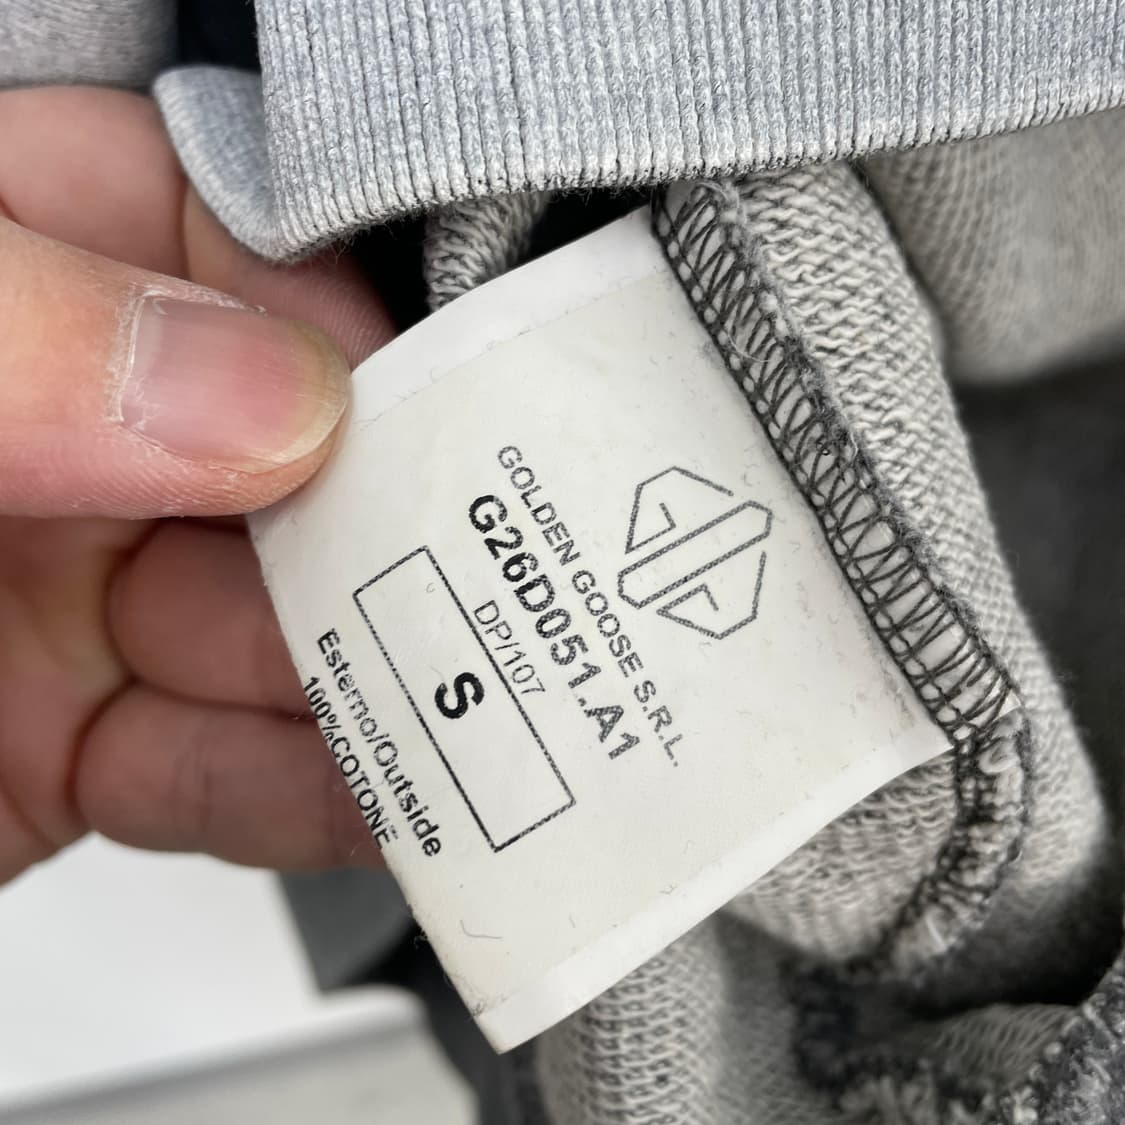 GOLDEN GOOSE S.R.L.
G26D051.A1
DP/107
S
Esterno/Outside
100%COTONE